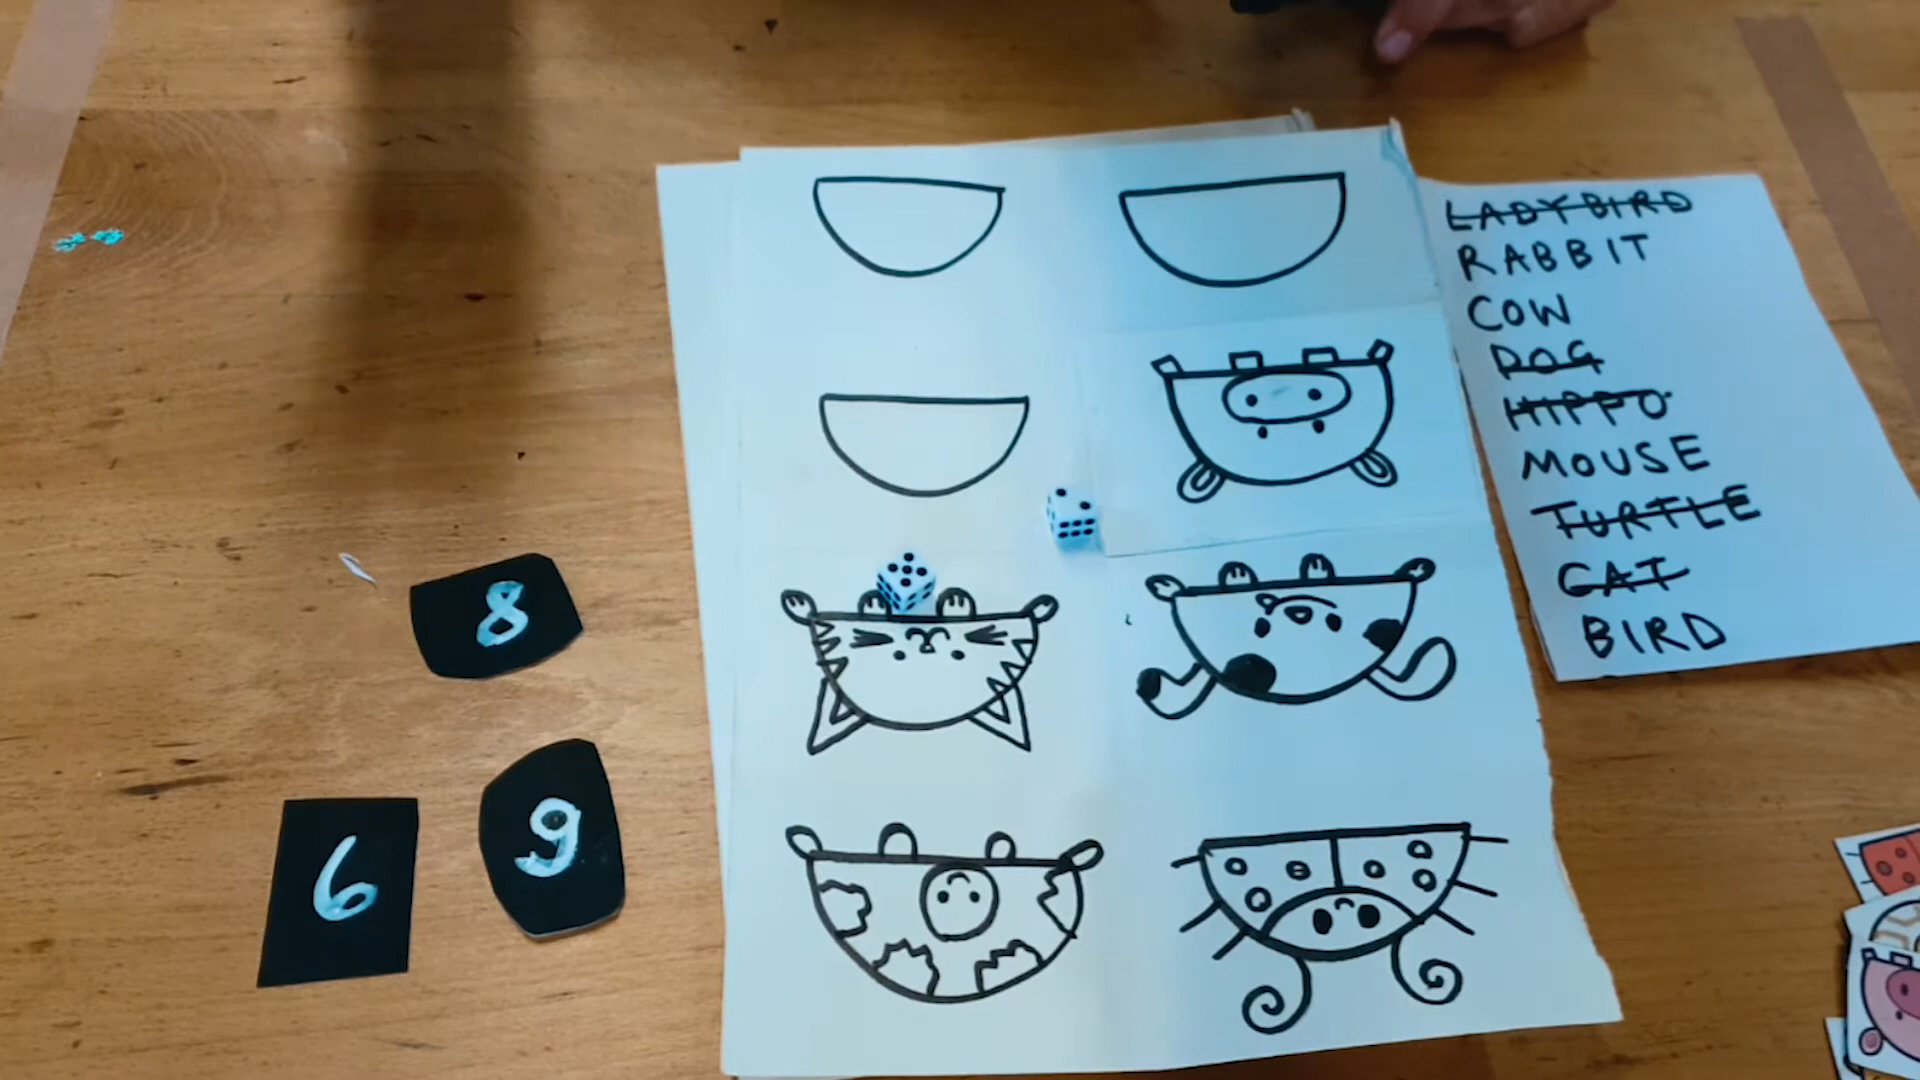 LADYBIRD
RABBIT
COW
DOG
HIPPO
MOUSE
TURTLE
CAT
BIRD
8
6
9